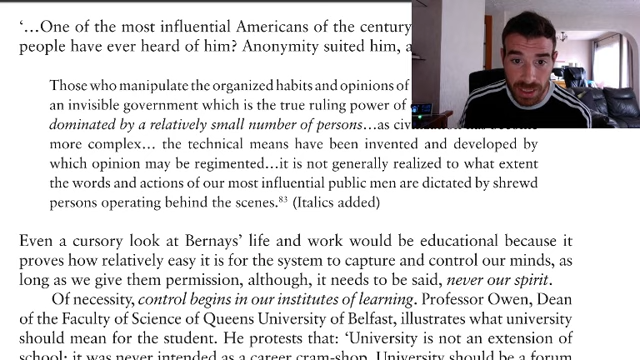 ‘…One of the most influential Americans of the century
people have ever heard of him? Anonymity suited him, a
Those who manipulate the organized habits and opinions of
an invisible government which is the true ruling power of
dominated by a relatively small number of persons…as
more complex… the technical means have been invented and developed by
which opinion may be regimented…it is not generally realized to what extent
the words and actions of our most influential public men are dictated by shrewd
persons operating behind the scenes.⁸³ (Italics added)
Even a cursory look at Bernays’ life and work would be educational because it
proves how relatively easy it is for the system to capture and control our minds, as
long as we give them permission, although, it needs to be said, never our spirit.
Of necessity, control begins in our institutes of learning. Professor Owen, Dean
of the Faculty of Science of Queens University of Belfast, illustrates what university
should mean for the student. He protests that: ‘University is not an extension of
school; it was never intended as a career cram-shop. University should be a forum